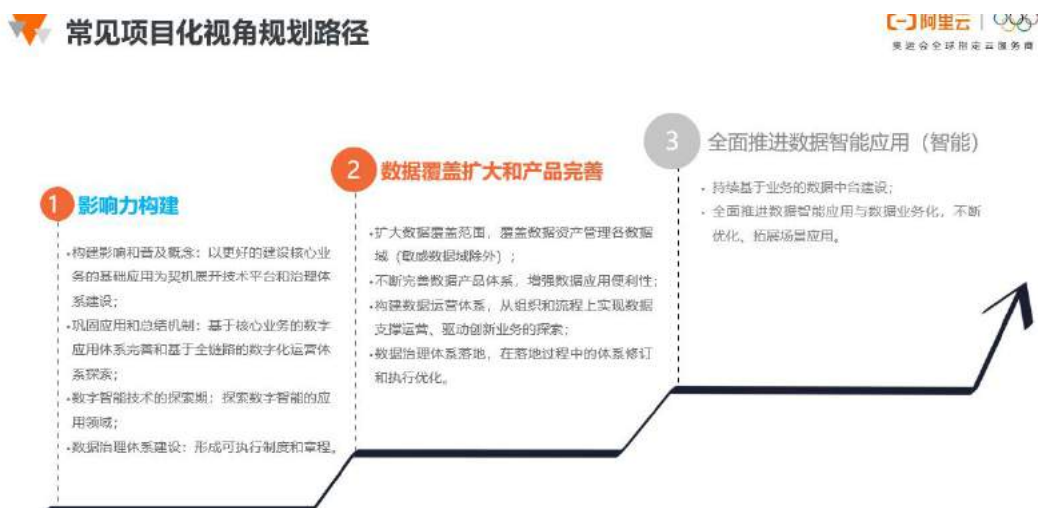 常见项目化视角规划路径
阿里云
奥运会全球指定云服务商
3
全面推进数据智能应用（智能）
· 持续基于业务的数据中台建设；
· 全面推进数据智能应用与数据业务化，不断
优化、拓展场景应用。
2
数据覆盖扩大和产品完善
·扩大数据覆盖范围，覆盖数据资产管理各数据
域（敏感数据域除外）；
·不断完善数据产品体系，增强数据应用便利性；
·构建数据运营体系，从组织和流程上实现数据
支撑运营、驱动创新业务的探索；
·数据治理体系落地，在落地过程中的体系修订
和执行优化。
1
影响力构建
·构建影响和普及概念：以更好的建设核心业
务的基础应用为契机展开技术平台和治理体
系建设；
·巩固应用和总结机制：基于核心业务的数字
应用体系完善和基于全链路的数字化运营体
系探索；
·数字智能技术的探索期：探索数字智能的应
用领域；
·数据治理体系建设：形成可执行制度和章程。